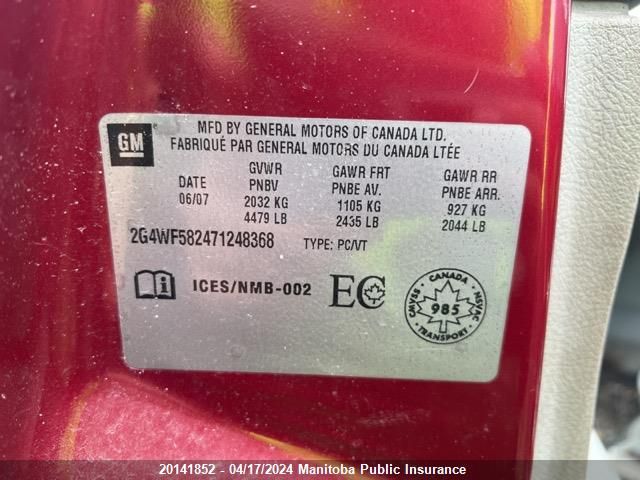 GM
MFD BY GENERAL MOTORS OF CANADA LTD.
FABRIQUÉ PAR GENERAL MOTORS DU CANADA LTÉE
DATE GVWR PNBV GAWR FRT PNBE AV. GAWR RR PNBE ARR.
06/07 2032 KG 1105 KG 927 KG
4479 LB 2435 LB 2044 LB
2G4WF582471248368 TYPE: PC/VT
i ICES/NMB-002 EC
CANADA
CMVSS 985 NSVAC
TRANSPORT
20141852 - 04/17/2024 Manitoba Public Insurance